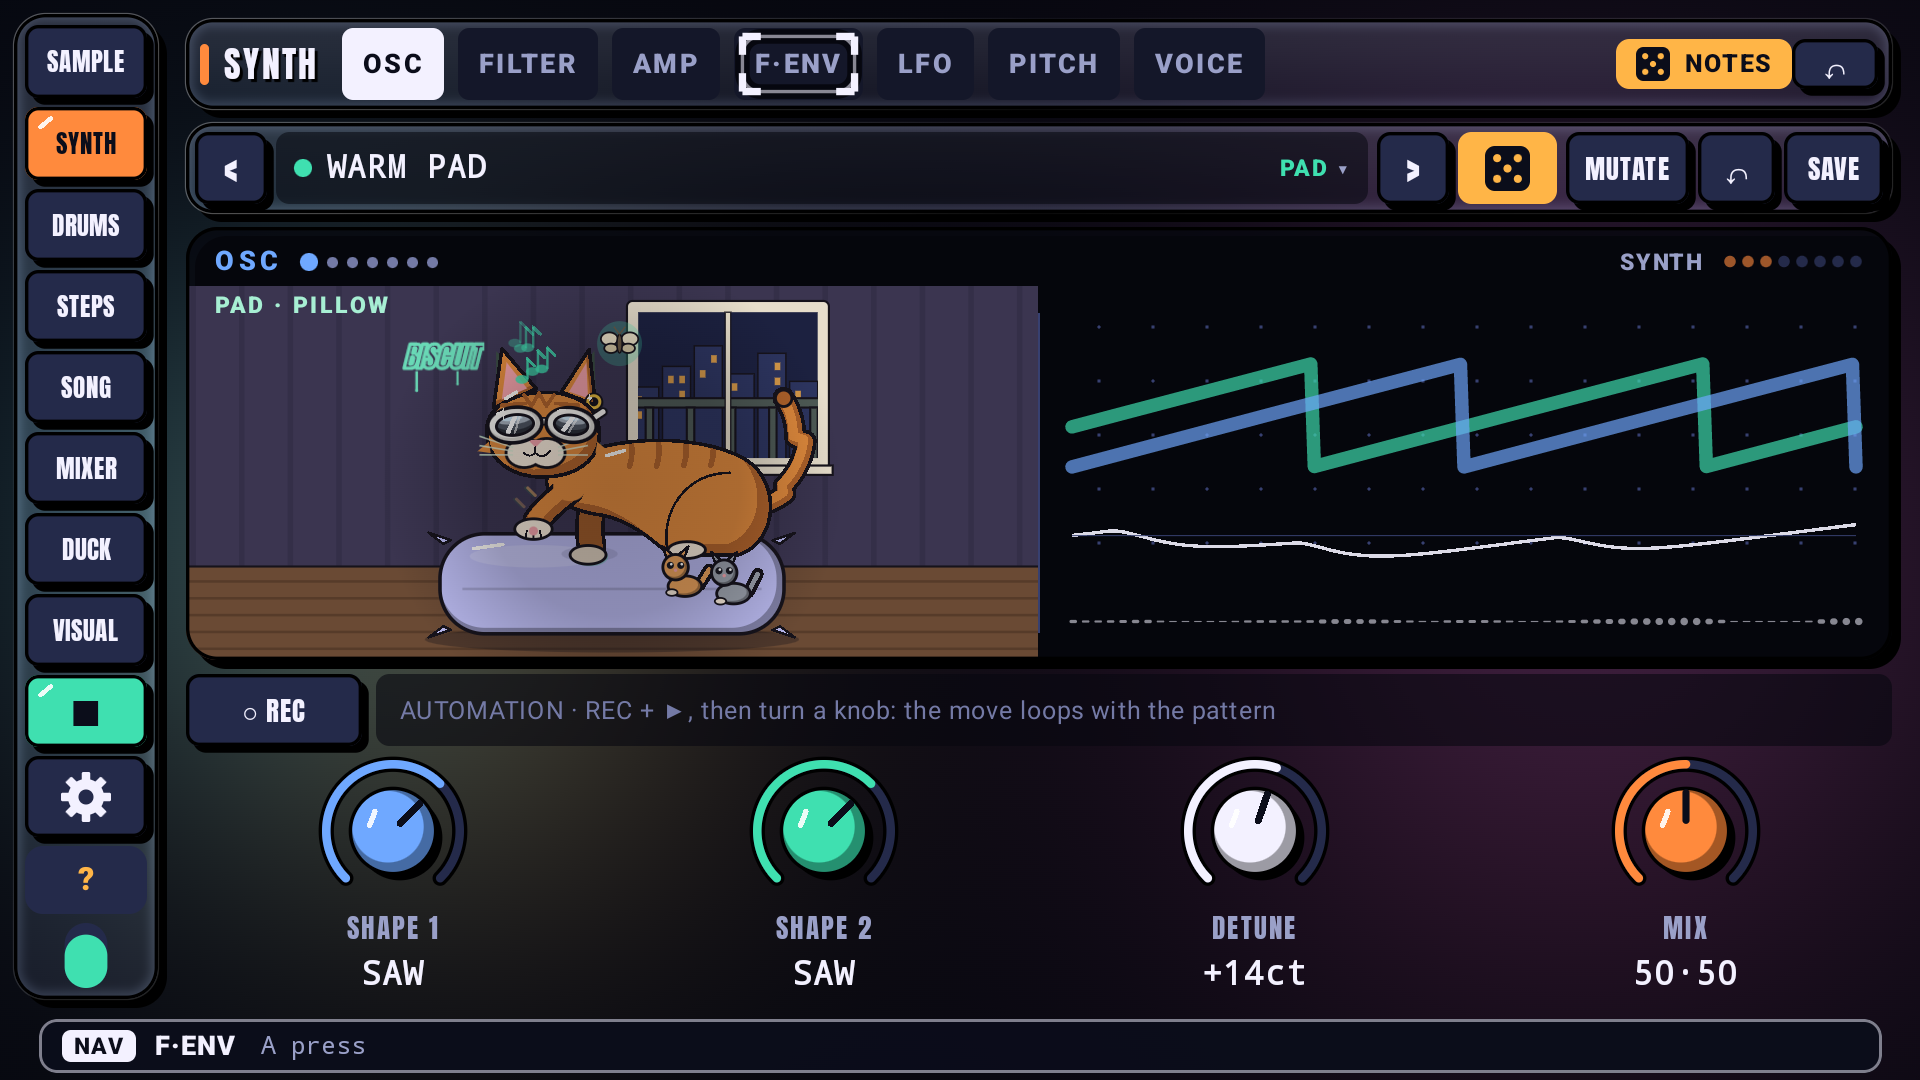 SAMPLE
SYNTH
DRUMS
STEPS
SONG
MIXER
DUCK
VISUAL
?
SYNTH OSC FILTER AMP F·ENV LFO PITCH VOICE NOTES
< WARM PAD PAD ▾ > MUTATE SAVE
OSC SYNTH
PAD · PILLOW
BISCUIT
○ REC AUTOMATION · REC + ►, then turn a knob: the move loops with the pattern
SHAPE 1 SHAPE 2 DETUNE MIX
SAW SAW +14ct 50·50
NAV F·ENV A press